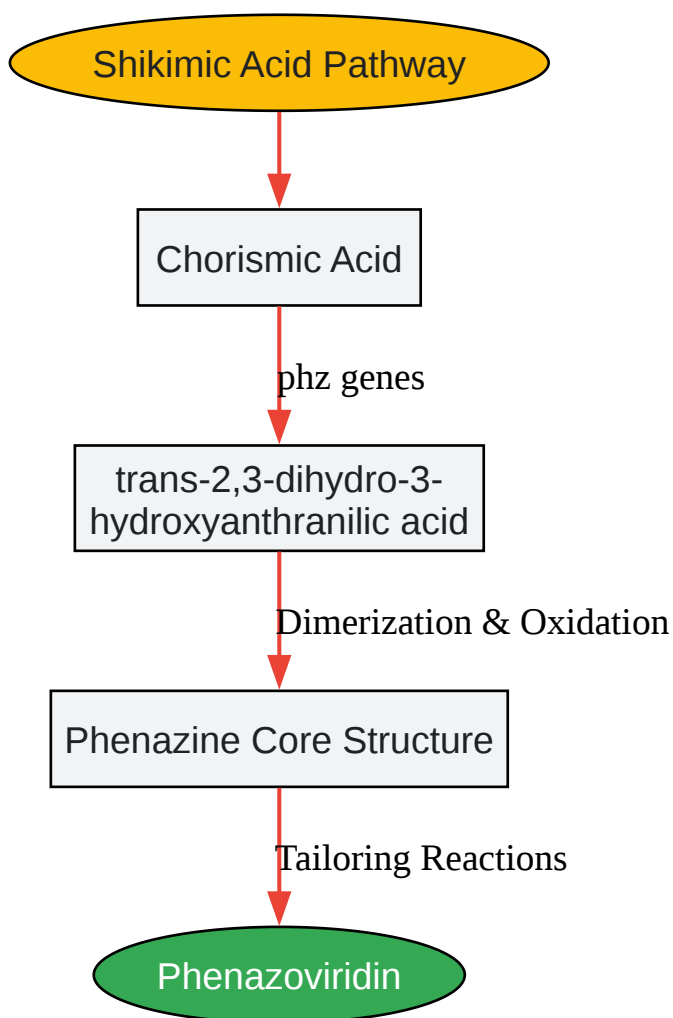 Shikimic Acid Pathway
Chorismic Acid
phz genes
trans-2,3-dihydro-3-
hydroxyanthranilic acid
Dimerization & Oxidation
Phenazine Core Structure
Tailoring Reactions
Phenazoviridin